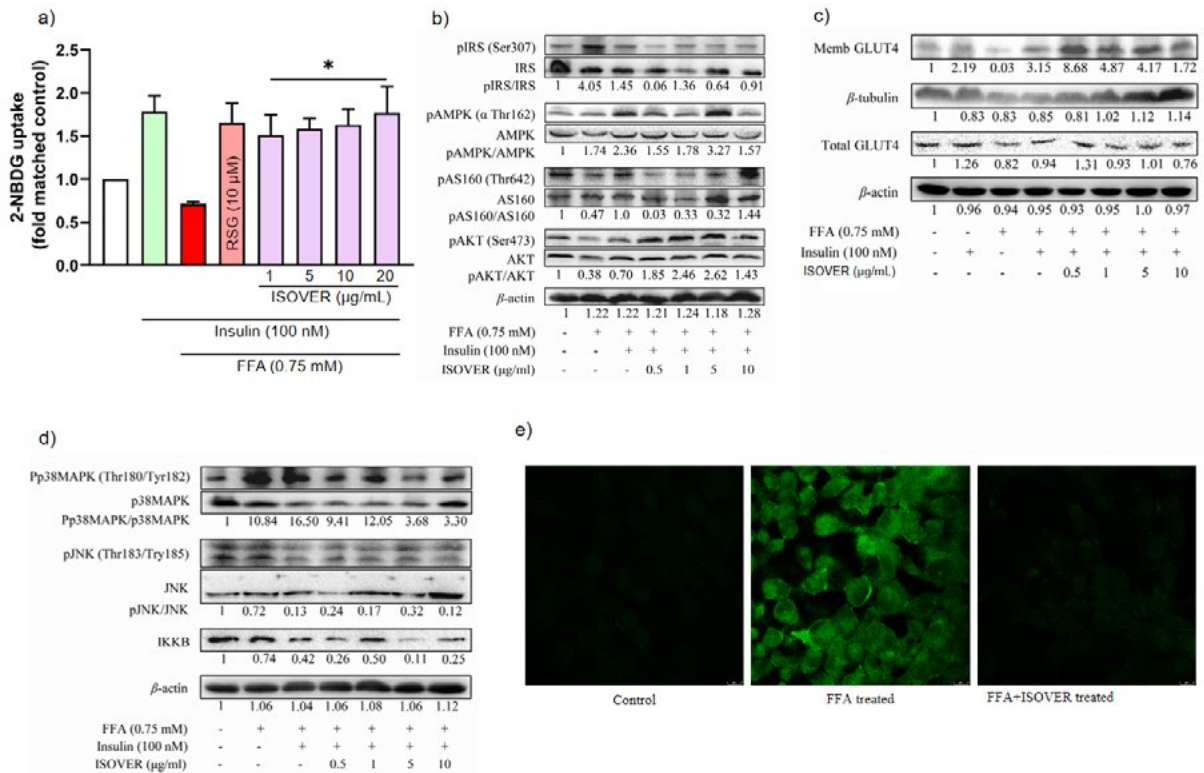 a)
2.5
2.0
1.5
1.0
0.5
0.0
2-NBDG uptake
(fold matched control)
*
RSG (10 µM)
1 5 10 20
ISOVER (µg/mL)
Insulin (100 nM)
FFA (0.75 mM)
b)
pIRS (Ser307)
IRS
pIRS/IRS 1 4.05 1.45 0.06 1.36 0.64 0.91
pAMPK (α Thr162)
AMPK
pAMPK/AMPK 1 1.74 2.36 1.55 1.78 3.27 1.57
pAS160 (Thr642)
AS160
pAS160/AS160 1 0.47 1.0 0.03 0.33 0.32 1.44
pAKT (Ser473)
AKT
pAKT/AKT 1 0.38 0.70 1.85 2.46 2.62 1.43
β-actin
1 1.22 1.22 1.21 1.24 1.18 1.28
FFA (0.75 mM) - + + + + + +
Insulin (100 nM) - - + + + + +
ISOVER (µg/ml) - - - 0.5 1 5 10
c)
Memb GLUT4
1 2.19 0.03 3.15 8.68 4.87 4.17 1.72
β-tubulin
1 0.83 0.83 0.85 0.81 1.02 1.12 1.14
Total GLUT4
1 1.26 0.82 0.94 1.31 0.93 1.01 0.76
β-actin
1 0.96 0.94 0.95 0.93 0.95 1.0 0.97
FFA (0.75 mM) - - + + + + + +
Insulin (100 nM) - + - + + + + +
ISOVER (µg/mL) - - - - 0.5 1 5 10
d)
Pp38MAPK (Thr180/Tyr182)
p38MAPK
Pp38MAPK/p38MAPK 1 10.84 16.50 9.41 12.05 3.68 3.30
pJNK (Thr183/Try185)
JNK
pJNK/JNK 1 0.72 0.13 0.24 0.17 0.32 0.12
IKKB
1 0.74 0.42 0.26 0.50 0.11 0.25
β-actin
1 1.06 1.04 1.06 1.08 1.06 1.12
FFA (0.75 mM) - + + + + + +
Insulin (100 nM) - - + + + + +
ISOVER (µg/ml) - - - 0.5 1 5 10
e)
Control FFA treated FFA+ISOVER treated